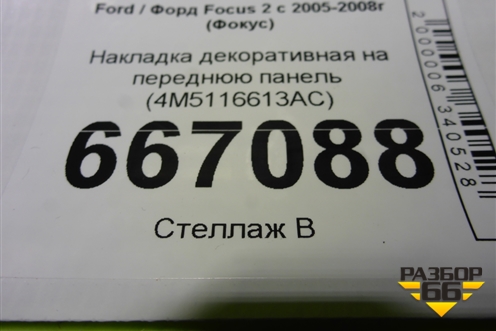 Ford / Форд Focus 2 с 2005-2008г
(Фокус)
Накладка декоративная на
переднюю панель
(4M5116613AC)
667088
Стеллаж В
2000006340528
РАЗБОР
66